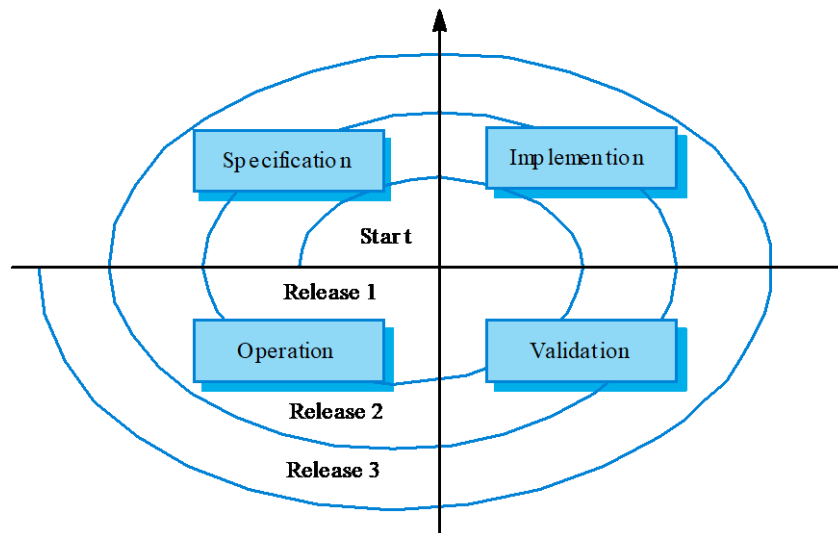 Specification
Implemention
Start
Release 1
Operation
Validation
Release 2
Release 3